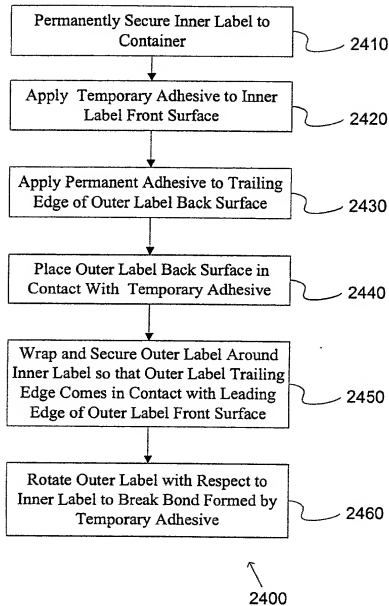 Permanently Secure Inner Label to
Container
2410
Apply Temporary Adhesive to Inner
Label Front Surface
2420
Apply Permanent Adhesive to Trailing
Edge of Outer Label Back Surface
2430
Place Outer Label Back Surface in
Contact With Temporary Adhesive
2440
Wrap and Secure Outer Label Around
Inner Label so that Outer Label Trailing
Edge Comes in Contact with Leading
Edge of Outer Label Front Surface
2450
Rotate Outer Label with Respect to
Inner Label to Break Bond Formed by
Temporary Adhesive
2460
2400